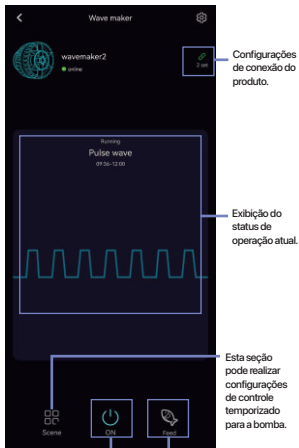 Wave maker
wavemaker2
online
2 set
Configurações
de conexão do
produto.
Running
Pulse wave
09:36-12:00
Exibição do
status de
operação atual.
Esta seção
pode realizar
configurações
de controle
temporizado
para a bomba.
Scene
ON
Feed